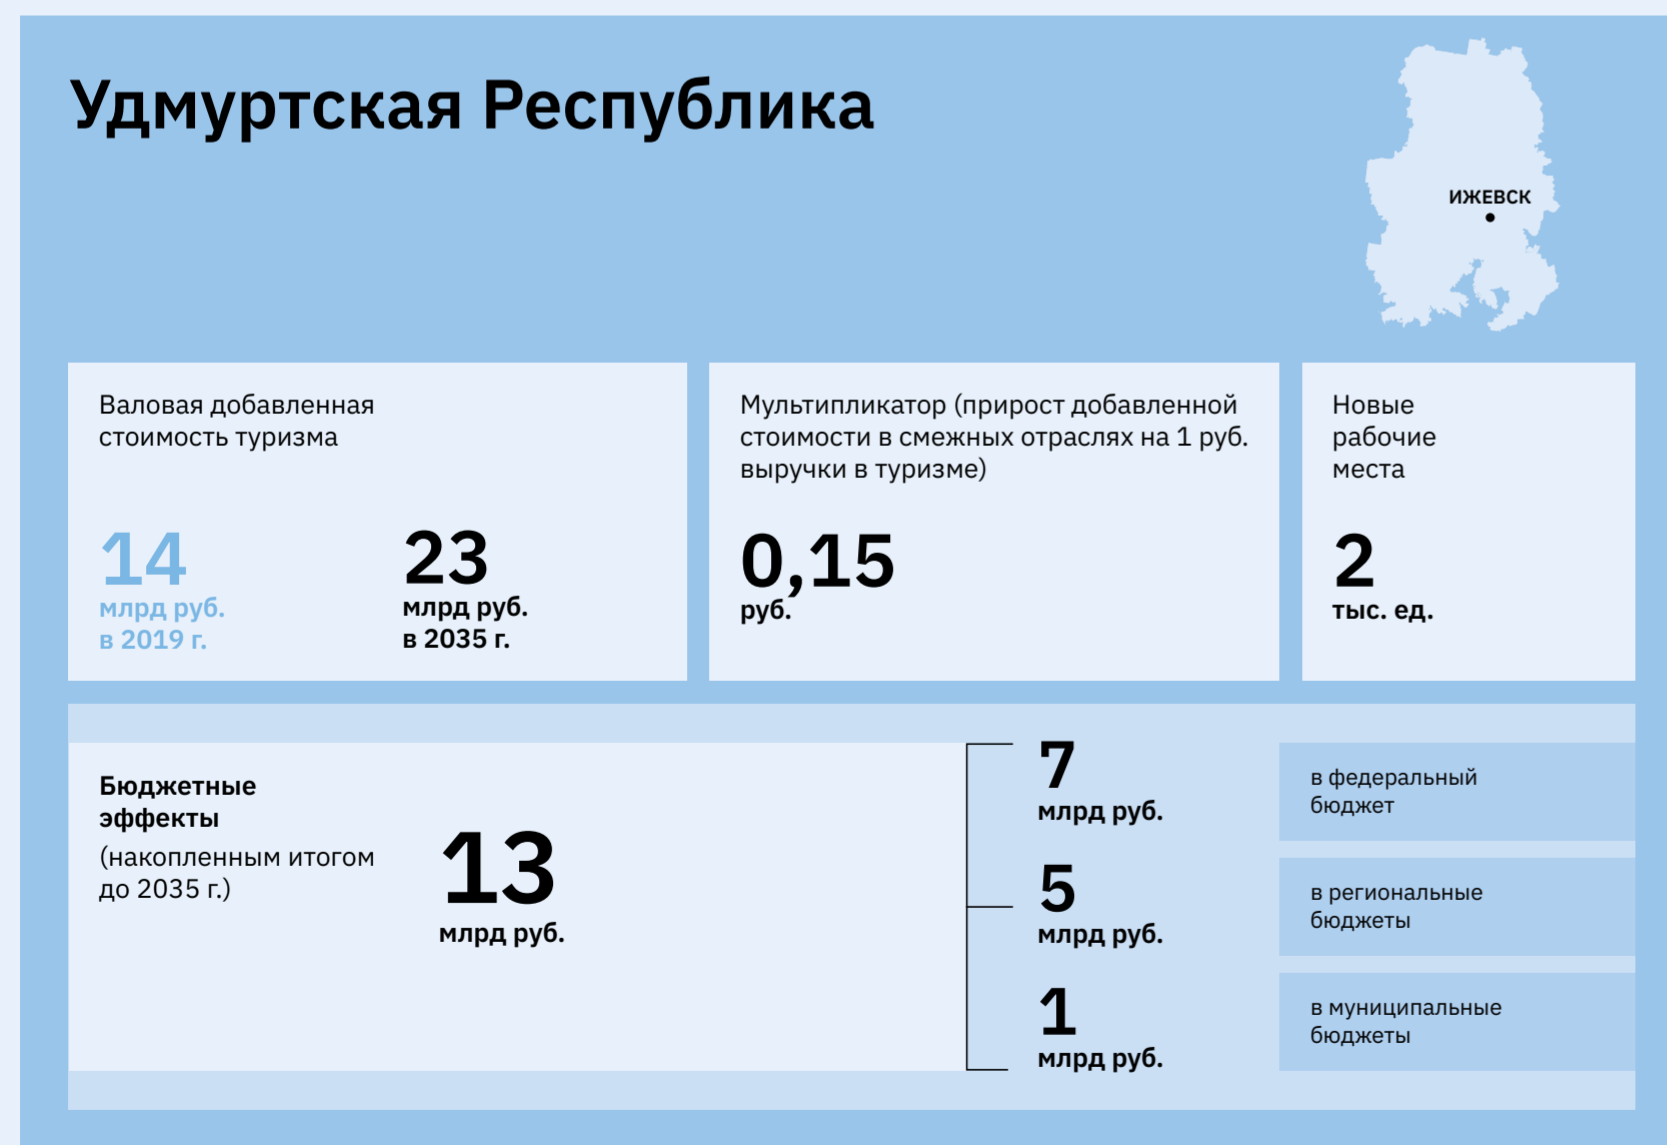 Удмуртская Республика
ИЖЕВСК
Валовая добавленная
стоимость туризма
14
млрд руб.
в 2019 г.
23
млрд руб.
в 2035 г.
Мультипликатор (прирост добавленной
стоимости в смежных отраслях на 1 руб.
выручки в туризме)
0,15
руб.
Новые
рабочие
места
2
тыс. ед.
Бюджетные
эффекты
(накопленным итогом
до 2035 г.)
13
млрд руб.
7
млрд руб.
в федеральный
бюджет
5
млрд руб.
в региональные
бюджеты
1
млрд руб.
в муниципальные
бюджеты